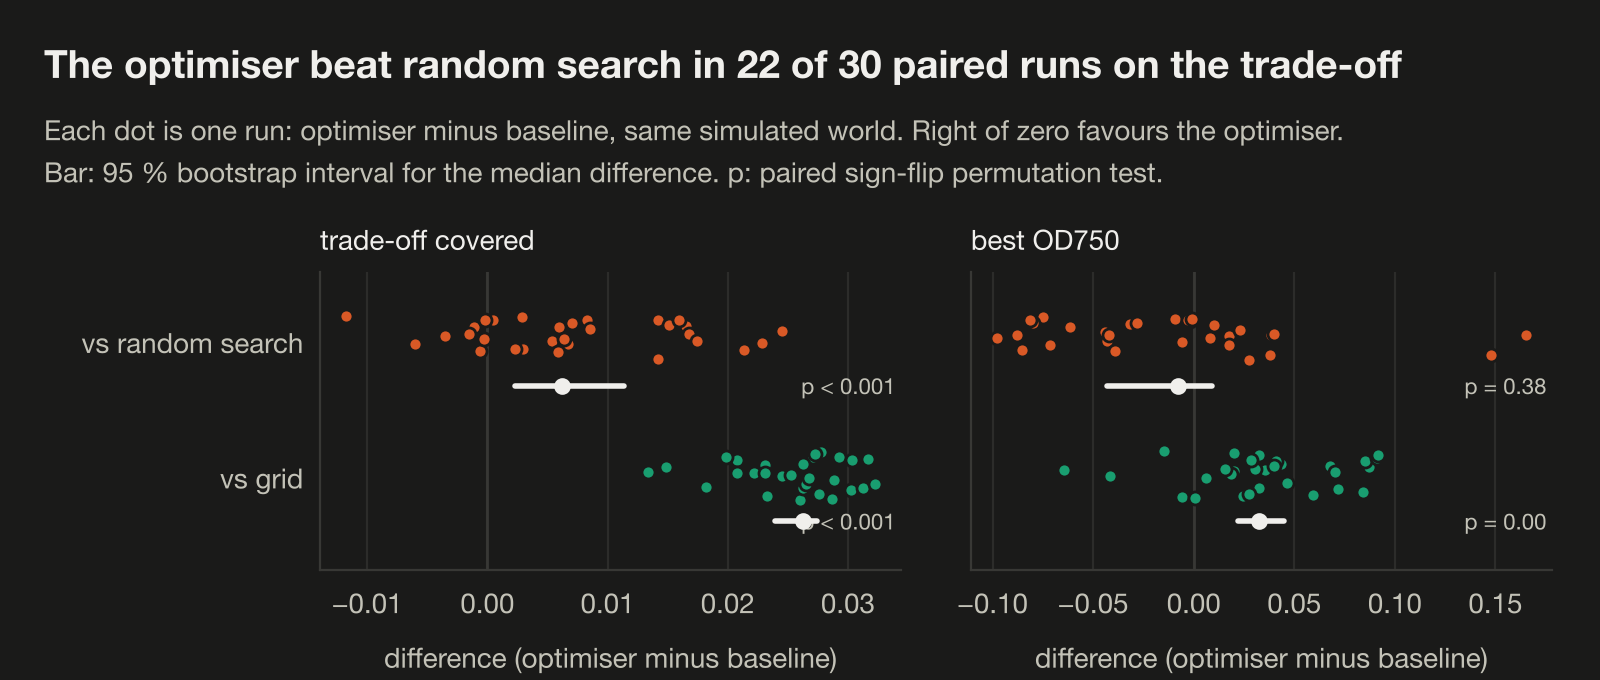 The optimiser beat random search in 22 of 30 paired runs on the trade-off
Each dot is one run: optimiser minus baseline, same simulated world. Right of zero favours the optimiser.
Bar: 95 % bootstrap interval for the median difference. p: paired sign-flip permutation test.
trade-off covered
best OD750
vs random search
p < 0.001
p = 0.38
vs grid
< 0.001
p = 0.00
−0.01 0.00 0.01 0.02 0.03
−0.10 −0.05 0.00 0.05 0.10 0.15
difference (optimiser minus baseline)
difference (optimiser minus baseline)